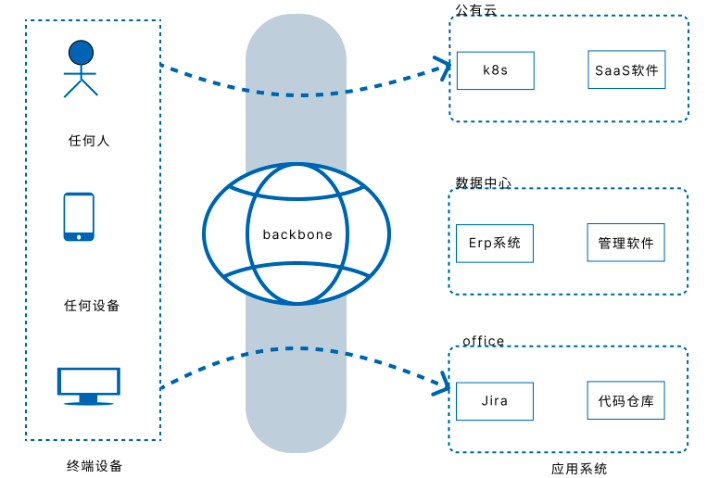 任何人
任何设备
终端设备
backbone
公有云
k8s
SaaS软件
数据中心
Erp系统
管理软件
office
Jira
代码仓库
应用系统